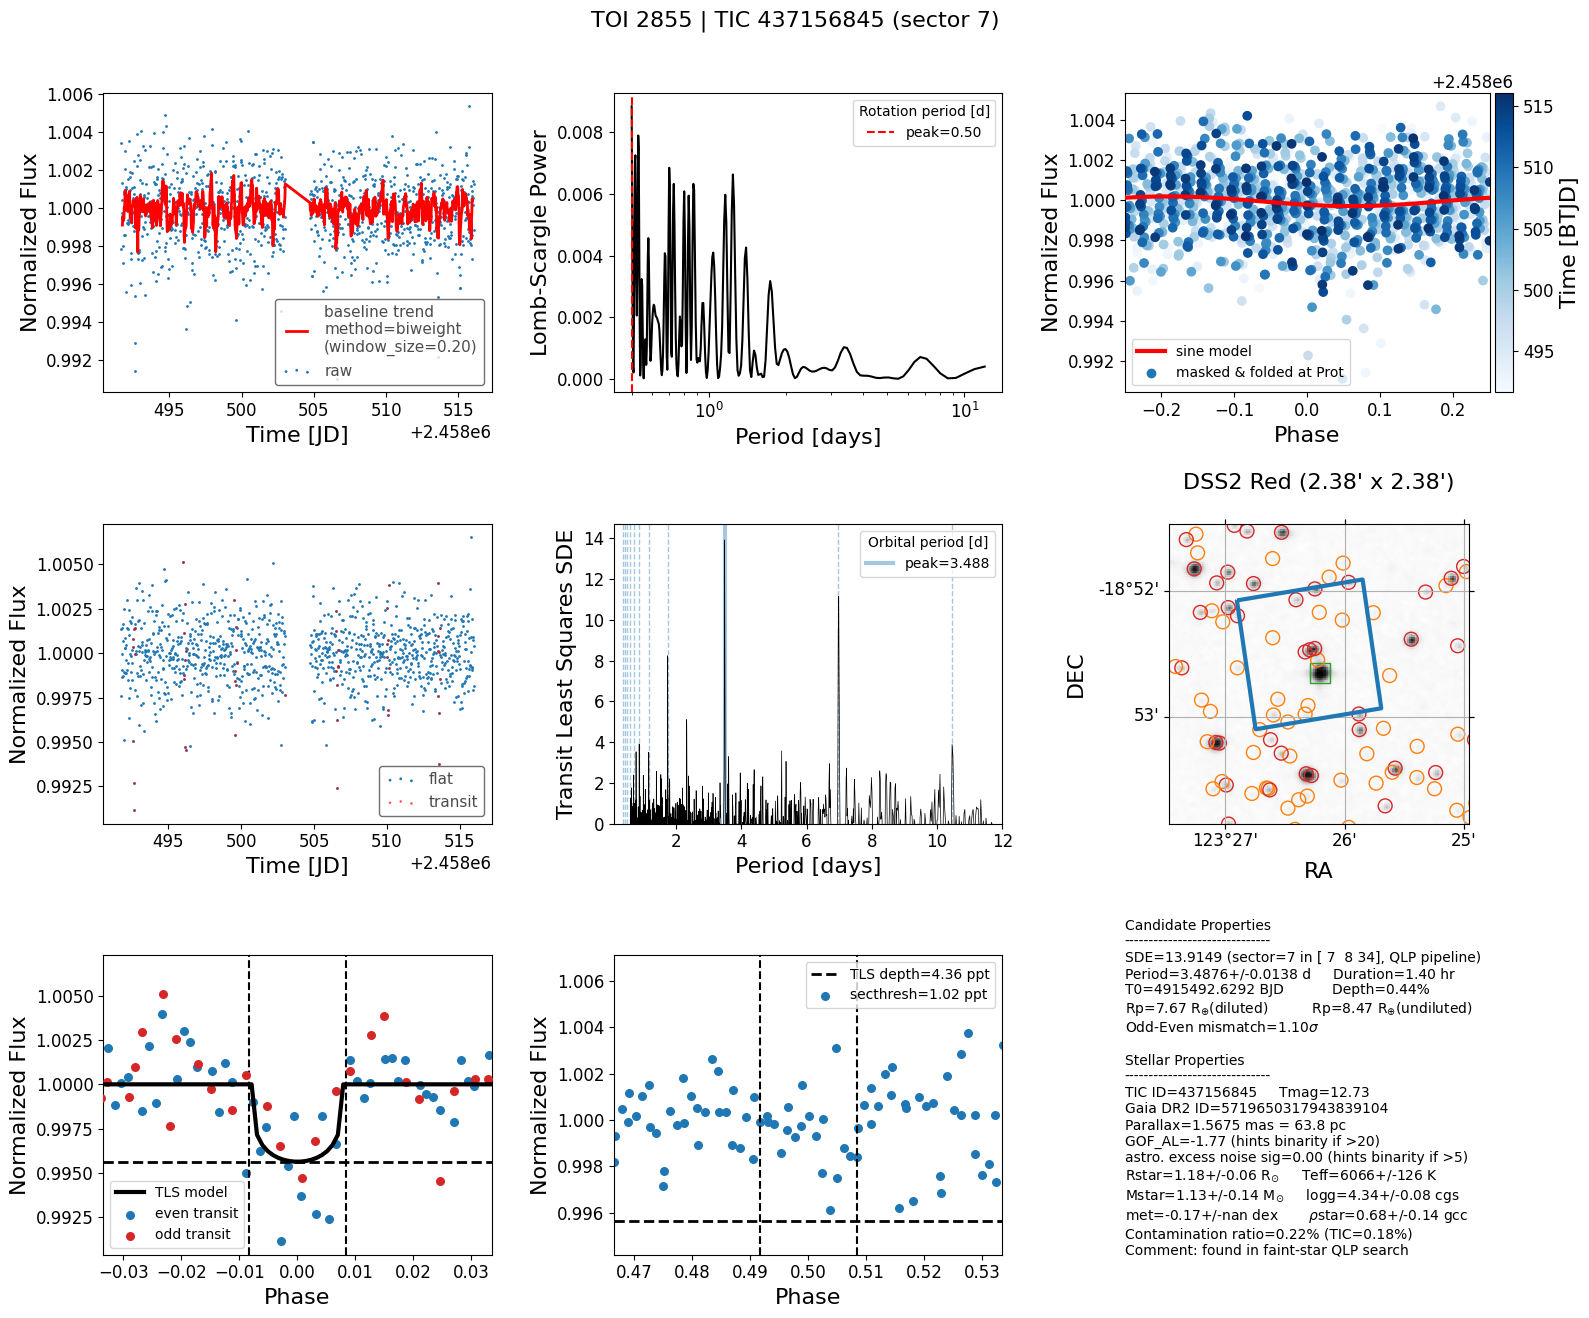 TOI 2855 | TIC 437156845 (sector 7)
1.006
1.004
1.002
1.000
0.998
0.996
0.994
0.992
Normalized Flux
baseline trend
method=biweight
(window_size=0.20)
raw
495 500 505 510 515
Time [JD]
+2.458e6
0.008
0.006
0.004
0.002
0.000
Lomb-Scargle Power
Rotation period [d]
peak=0.50
10^0 10^1
Period [days]
+2.458e6
1.004
1.002
1.000
0.998
0.996
0.994
0.992
Normalized Flux
sine model
masked & folded at Prot
−0.2 −0.1 0.0 0.1 0.2
Phase
515
510
505
500
495
Time [BTJD]
1.0050
1.0025
1.0000
0.9975
0.9950
0.9925
Normalized Flux
flat
transit
495 500 505 510 515
Time [JD]
+2.458e6
14
12
10
8
6
4
2
0
Transit Least Squares SDE
Orbital period [d]
peak=3.488
2 4 6 8 10 12
Period [days]
DSS2 Red (2.38' x 2.38')
-18°52'
53'
DEC
123°27' 26' 25'
RA
1.0050
1.0025
1.0000
0.9975
0.9950
0.9925
Normalized Flux
TLS model
even transit
odd transit
−0.03 −0.02 −0.01 0.00 0.01 0.02 0.03
Phase
1.006
1.004
1.002
1.000
0.998
0.996
Normalized Flux
TLS depth=4.36 ppt
secthresh=1.02 ppt
0.47 0.48 0.49 0.50 0.51 0.52 0.53
Phase
Candidate Properties
------------------------------
SDE=13.9149 (sector=7 in [ 7 8 34], QLP pipeline)
Period=3.4876+/-0.0138 d Duration=1.40 hr
T0=4915492.6292 BJD Depth=0.44%
Rp=7.67 R⊕(diluted) Rp=8.47 R⊕(undiluted)
Odd-Even mismatch=1.10σ
Stellar Properties
------------------------------
TIC ID=437156845 Tmag=12.73
Gaia DR2 ID=5719650317943839104
Parallax=1.5675 mas = 63.8 pc
GOF_AL=-1.77 (hints binarity if >20)
astro. excess noise sig=0.00 (hints binarity if >5)
Rstar=1.18+/-0.06 R⊙ Teff=6066+/-126 K
Mstar=1.13+/-0.14 M⊙ logg=4.34+/-0.08 cgs
met=-0.17+/-nan dex ρstar=0.68+/-0.14 gcc
Contamination ratio=0.22% (TIC=0.18%)
Comment: found in faint-star QLP search